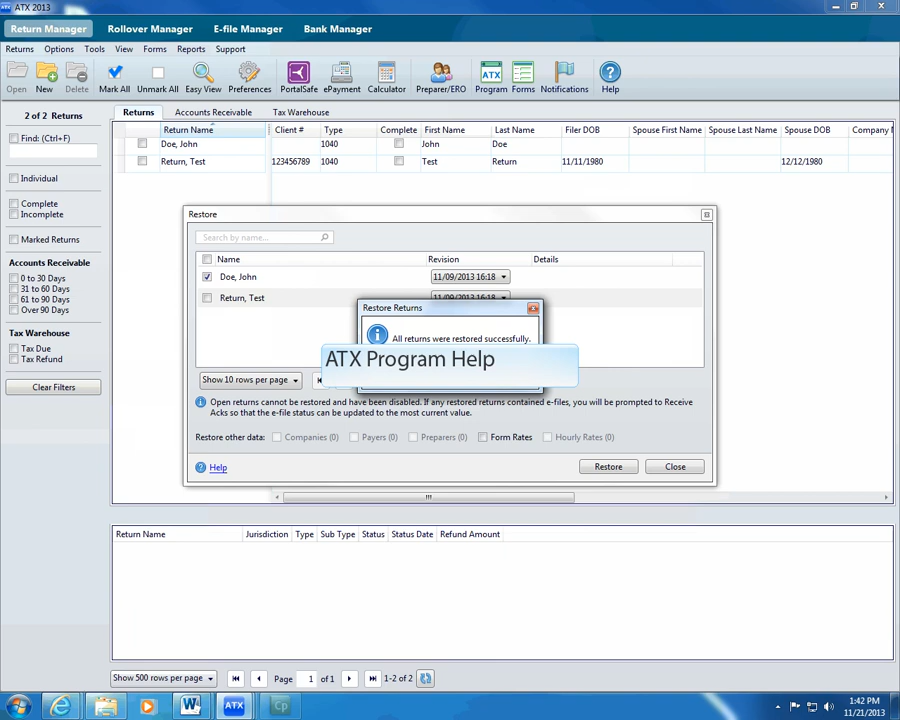 ATX 2013
Return Manager Rollover Manager E-file Manager Bank Manager
Returns Options Tools View Forms Reports Support
Open New Delete Mark All Unmark All Easy View Preferences PortalSafe ePayment Calculator Preparer/ERO ATX Program Forms Notifications Help
2 of 2 Returns
Returns Accounts Receivable Tax Warehouse
Find: (Ctrl+F)
Individual
Complete
Incomplete
Marked Returns
Accounts Receivable
0 to 30 Days
31 to 60 Days
61 to 90 Days
Over 90 Days
Tax Warehouse
Tax Due
Tax Refund
Clear Filters
Return Name Client # Type Complete First Name Last Name Filer DOB Spouse First Name Spouse Last Name Spouse DOB Company N
Doe, John 1040 John Doe
Return, Test 123456789 1040 Test Return 11/11/1980 12/12/1980
Restore
Search by name...
Name Revision Details
Doe, John 11/09/2013 16:18
Return, Test 11/09/2013 16:18
Restore Returns
All returns were restored successfully.
ATX Program Help
Show 10 rows per page
Open returns cannot be restored and have been disabled. If any restored returns contained e-files, you will be prompted to Receive
Acks so that the e-file status can be updated to the most current value.
Restore other data: Companies (0) Payers (0) Preparers (0) Form Rates Hourly Rates (0)
Help Restore Close
Return Name Jurisdiction Type Sub Type Status Status Date Refund Amount
Show 500 rows per page Page 1 of 1 1-2 of 2
ATX Cp
1:42 PM
11/21/2013